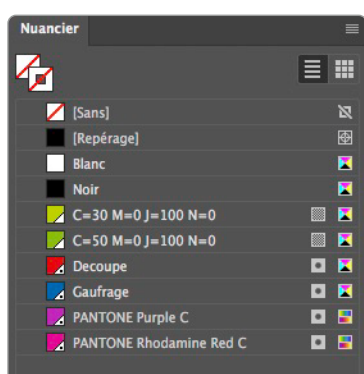 Nuancier
[Sans]
[Repérage]
Blanc
Noir
C=30 M=0 J=100 N=0
C=50 M=0 J=100 N=0
Decoupe
Gaufrage
PANTONE Purple C
PANTONE Rhodamine Red C